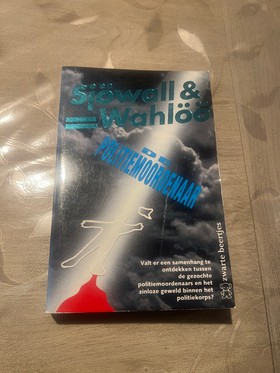 Sjöwall &
Wahlöö
DE
POLITIEMOORDENAAR
Valt er een samenhang te
ontdekken tussen
de gezochte
politiemoordenaars en het
zinloze geweld binnen het
politiekorps?
zwarte beertjes